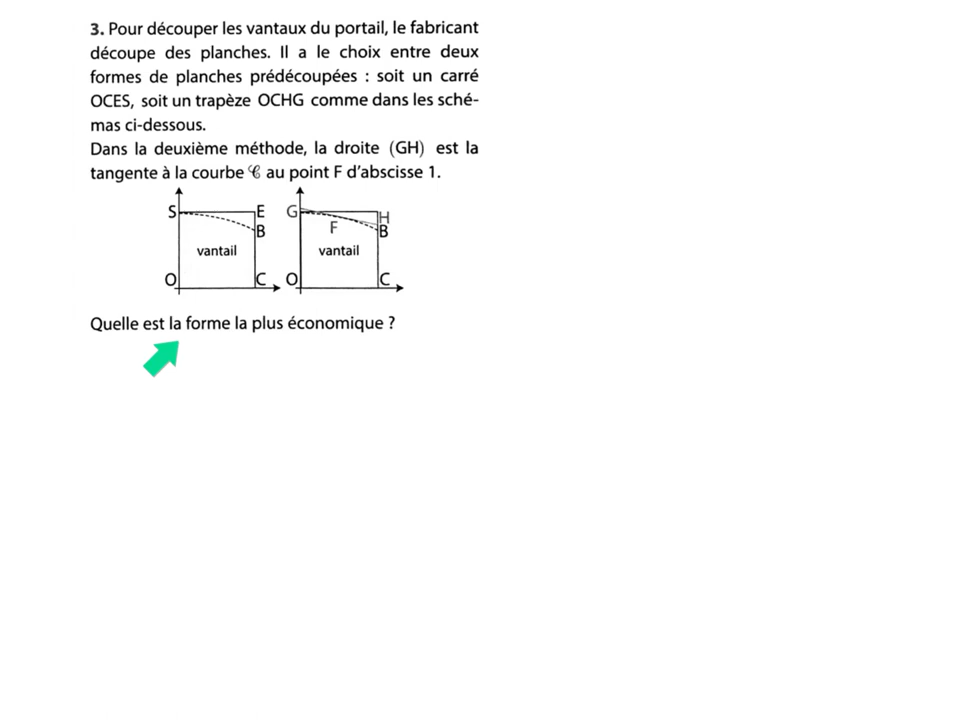 3. Pour découper les vantaux du portail, le fabricant
découpe des planches. Il a le choix entre deux
formes de planches prédécoupées : soit un carré
OCES, soit un trapèze OCHG comme dans les sché-
mas ci-dessous.
Dans la deuxième méthode, la droite (GH) est la
tangente à la courbe 𝒞 au point F d'abscisse 1.
S E G H
B F B
vantail vantail
O C O C
Quelle est la forme la plus économique ?